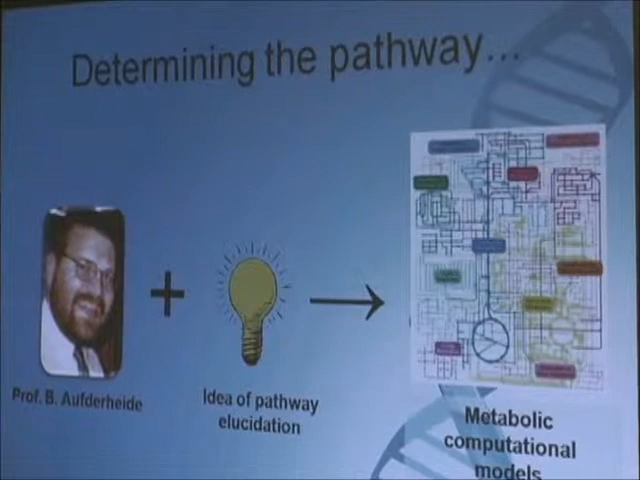 Determining the pathway...
Prof. B. Aufderheide
Idea of pathway
elucidation
Metabolic
computational
models